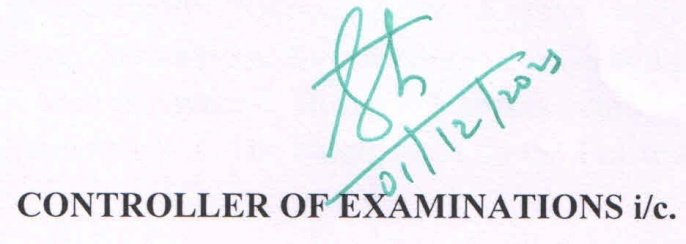 01/12/2023
CONTROLLER OF EXAMINATIONS i/c.